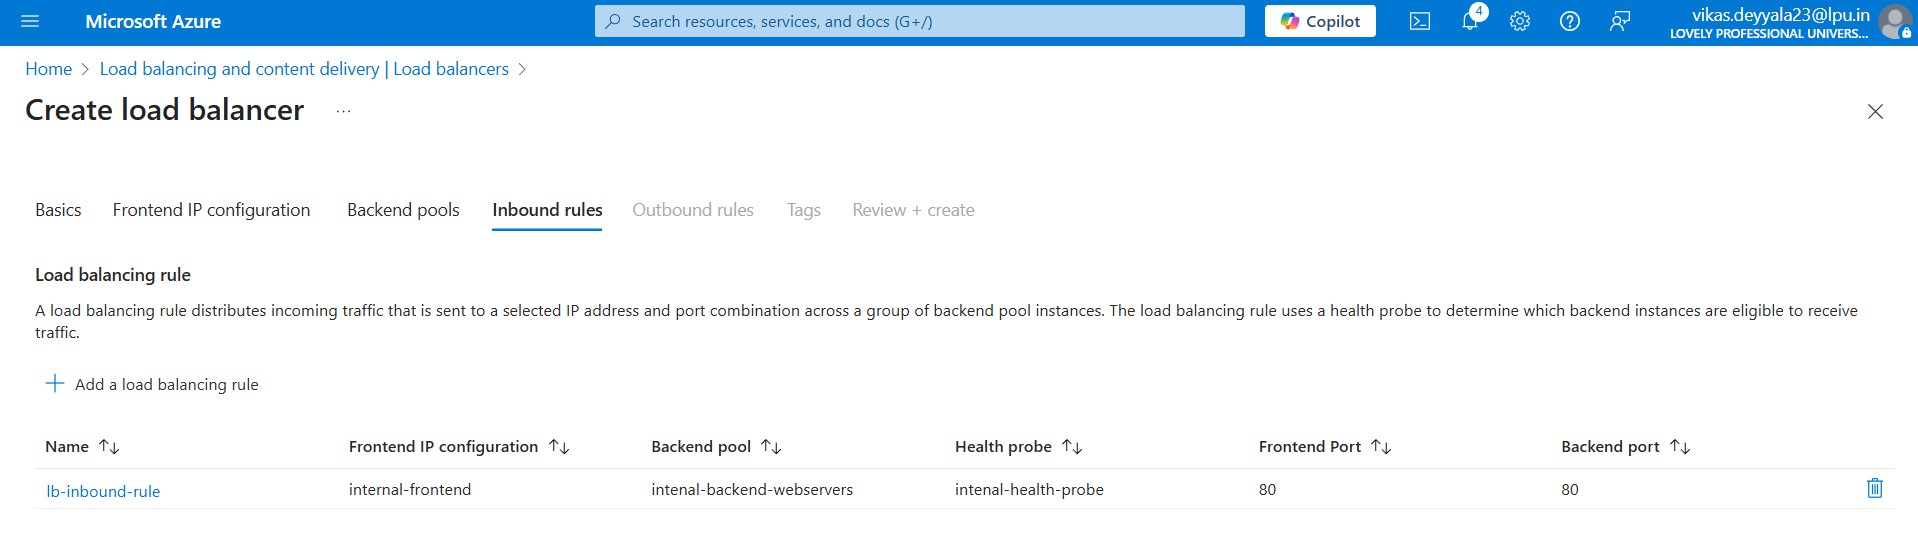 Microsoft Azure
Search resources, services, and docs (G+/)
Copilot
4
vikas.deyyala23@lpu.in
LOVELY PROFESSIONAL UNIVERS...
Home > Load balancing and content delivery | Load balancers >
Create load balancer ...
Basics Frontend IP configuration Backend pools Inbound rules Outbound rules Tags Review + create
Load balancing rule
A load balancing rule distributes incoming traffic that is sent to a selected IP address and port combination across a group of backend pool instances. The load balancing rule uses a health probe to determine which backend instances are eligible to receive
traffic.
+ Add a load balancing rule
Name ↑↓ Frontend IP configuration ↑↓ Backend pool ↑↓ Health probe ↑↓ Frontend Port ↑↓ Backend port ↑↓
lb-inbound-rule internal-frontend intenal-backend-webservers intenal-health-probe 80 80